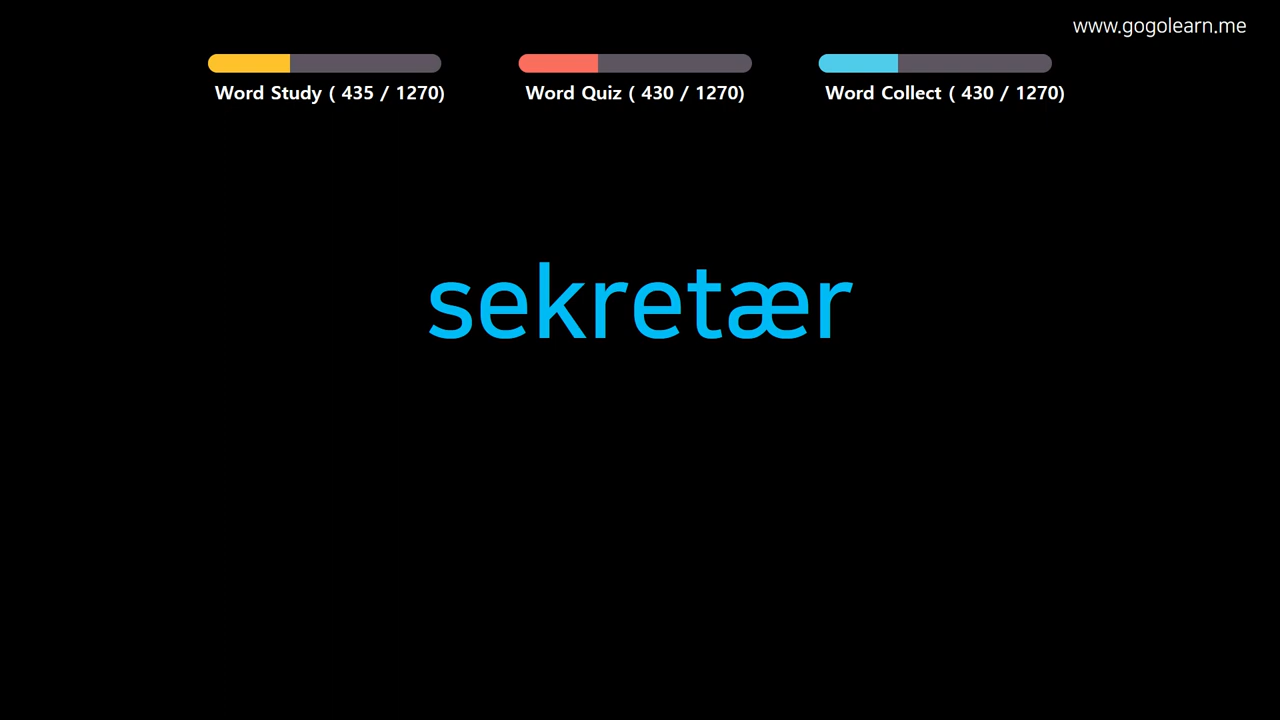 www.gogolearn.me
Word Study ( 435 / 1270)
Word Quiz ( 430 / 1270)
Word Collect ( 430 / 1270)
sekretær